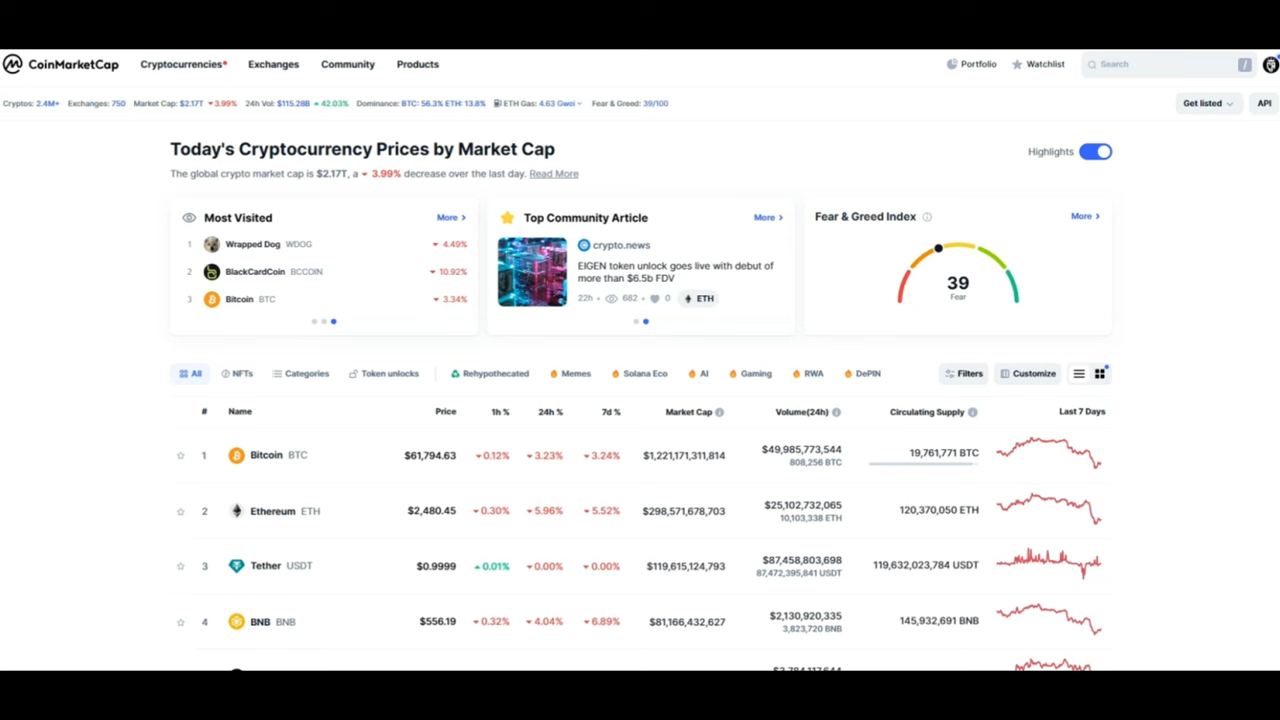 CoinMarketCap Cryptocurrencies Exchanges Community Products Portfolio Watchlist Search /
Cryptos: 2.4M+ Exchanges: 750 Market Cap: $2.17T 3.99% 24h Vol: $115.28B 42.03% Dominance: BTC: 56.3% ETH: 13.8% ETH Gas: 4.63 Gwei Fear & Greed: 39/100 Get listed API
Today's Cryptocurrency Prices by Market Cap
Highlights
The global crypto market cap is $2.17T, a 3.99% decrease over the last day. Read More
Most Visited More >
1 Wrapped Dog WDOG 4.49%
2 BlackCardCoin BCCOIN 10.92%
3 Bitcoin BTC 3.34%
Top Community Article More >
crypto.news
EIGEN token unlock goes live with debut of
more than $6.5b FDV
22h • 682 • 0 ETH
Fear & Greed Index More >
39
Fear
All NFTs Categories Token unlocks Rehypothecated Memes Solana Eco AI Gaming RWA DePIN Filters Customize
# Name Price 1h % 24h % 7d % Market Cap Volume(24h) Circulating Supply Last 7 Days
1 Bitcoin BTC $61,794.63 0.12% 3.23% 3.24% $1,221,171,311,814 $49,985,773,544 19,761,771 BTC
808,256 BTC
2 Ethereum ETH $2,480.45 0.30% 5.96% 5.52% $298,571,678,703 $25,102,732,065 120,370,050 ETH
10,103,338 ETH
3 Tether USDT $0.9999 0.01% 0.00% 0.00% $119,615,124,793 $87,458,803,698 119,632,023,784 USDT
87,472,395,841 USDT
4 BNB BNB $556.19 0.32% 4.04% 6.89% $81,166,432,627 $2,130,920,335 145,932,691 BNB
3,823,720 BNB